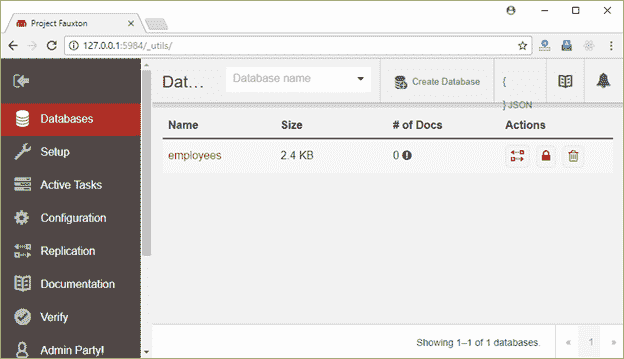 Project Fauxton
127.0.0.1:5984/_utils/
Dat...
Database name
Create Database
{
} JSON
Databases
Setup
Active Tasks
Configuration
Replication
Documentation
Verify
Admin Party!
Name Size # of Docs Actions
employees 2.4 KB 0
Showing 1–1 of 1 databases. « 1 »